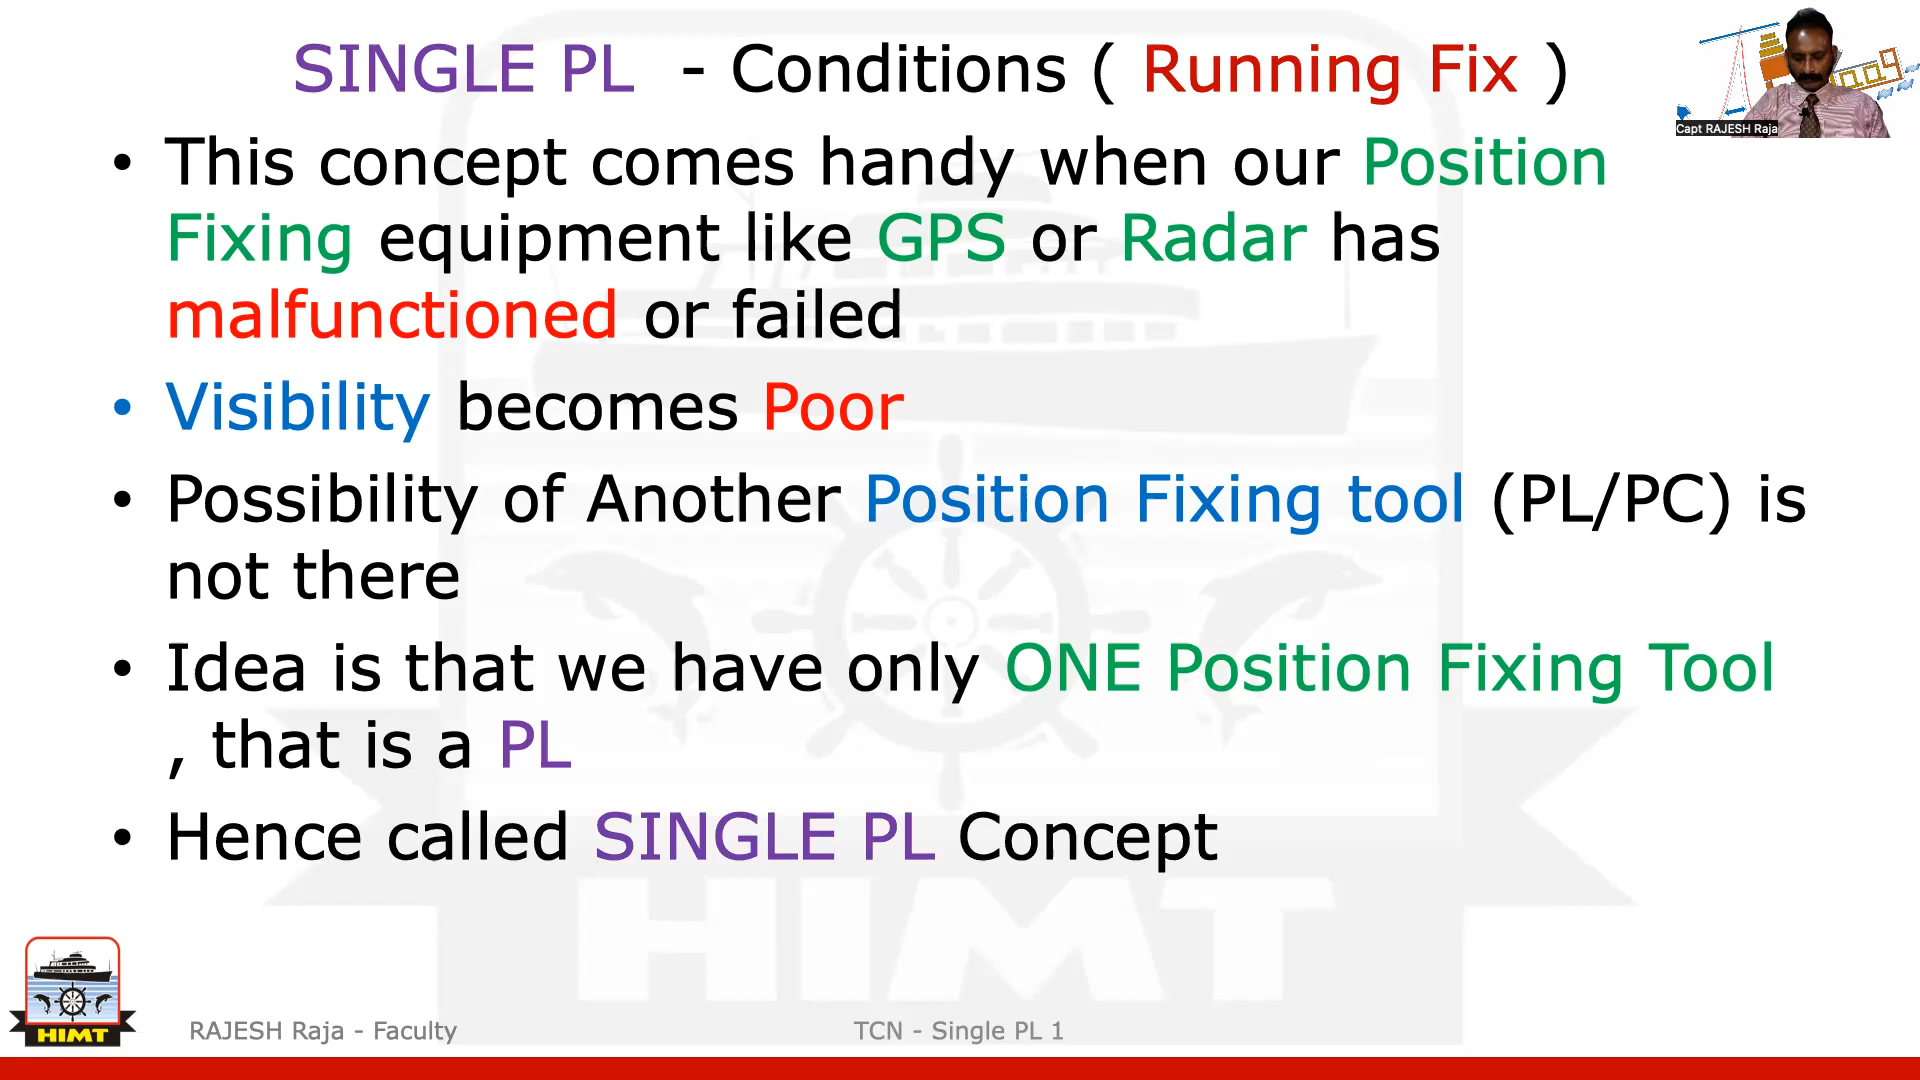 SINGLE PL - Conditions ( Running Fix )
• This concept comes handy when our Position
Fixing equipment like GPS or Radar has
malfunctioned or failed
• Visibility becomes Poor
• Possibility of Another Position Fixing tool (PL/PC) is
not there
• Idea is that we have only ONE Position Fixing Tool
, that is a PL
• Hence called SINGLE PL Concept
Capt RAJESH Raja
HIMT
HIMT
RAJESH Raja - Faculty
TCN - Single PL 1